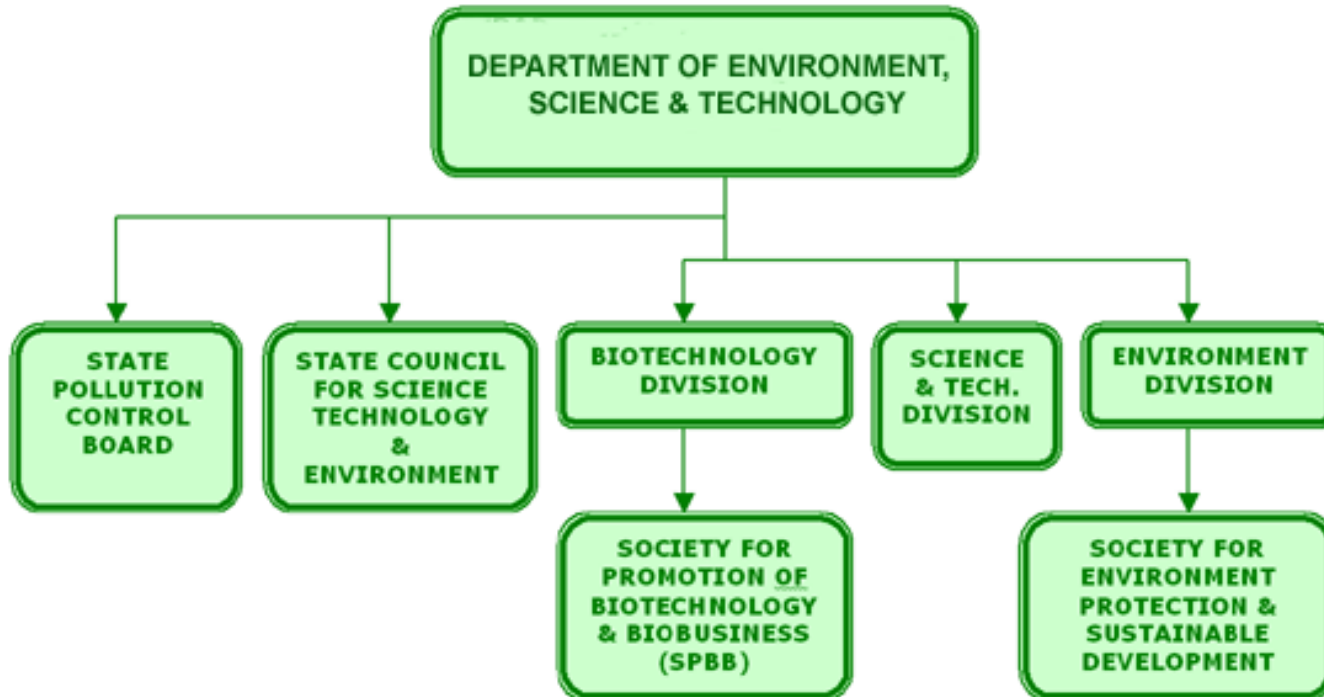 DEPARTMENT OF ENVIRONMENT,
SCIENCE & TECHNOLOGY
STATE
POLLUTION
CONTROL
BOARD
STATE COUNCIL
FOR SCIENCE
TECHNOLOGY
&
ENVIRONMENT
BIOTECHNOLOGY
DIVISION
SCIENCE
& TECH.
DIVISION
ENVIRONMENT
DIVISION
SOCIETY FOR
PROMOTION OF
BIOTECHNOLOGY
& BIOBUSINESS
(SPBB)
SOCIETY FOR
ENVIRONMENT
PROTECTION &
SUSTAINABLE
DEVELOPMENT